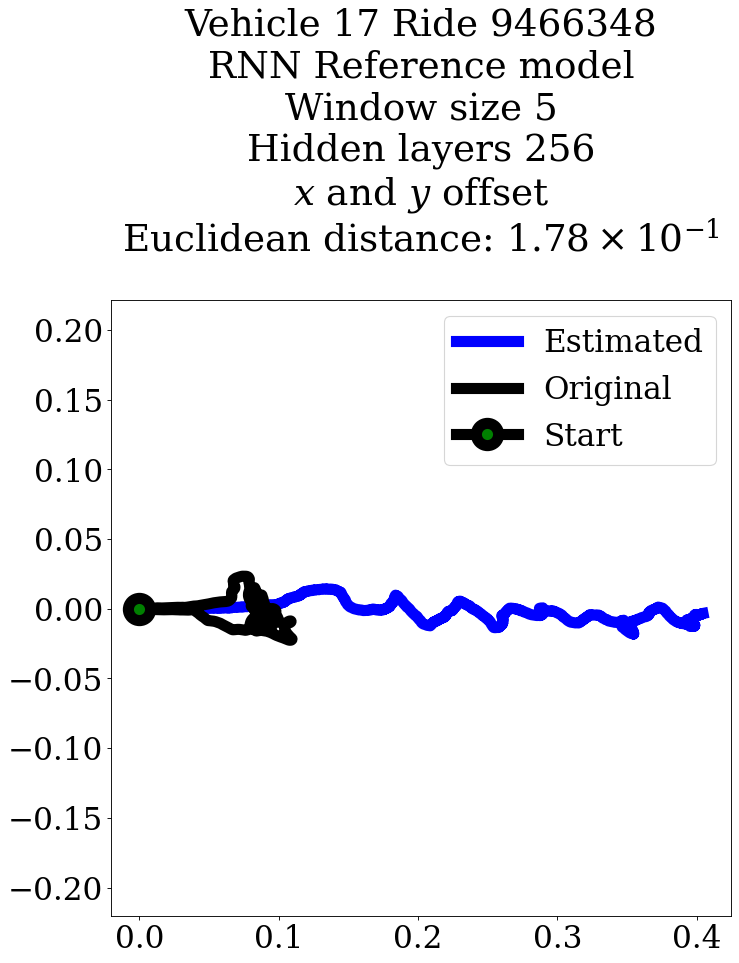 Vehicle 17 Ride 9466348
RNN Reference model
Window size 5
Hidden layers 256
x and y offset
Euclidean distance: 1.78 × 10⁻¹
Estimated
Original
Start
0.20
0.15
0.10
0.05
0.00
−0.05
−0.10
−0.15
−0.20
0.0 0.1 0.2 0.3 0.4